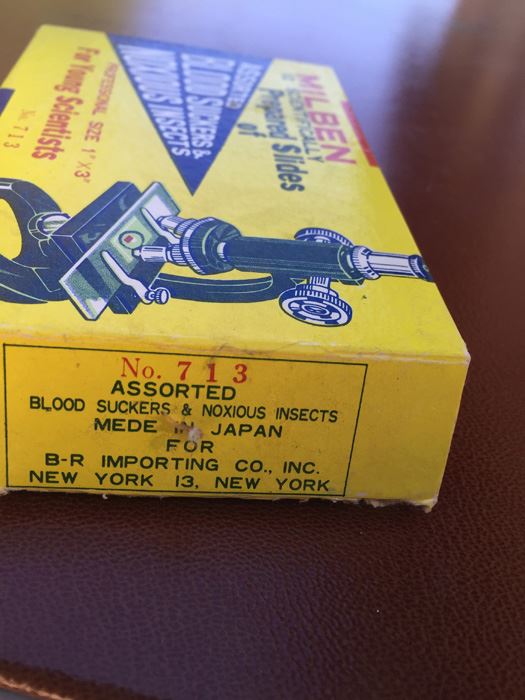 MILBEN
12 SCIENTIFICALLY
Prepared Slides
of
ASSORTED
BLOOD SUCKERS &
NOXIOUS INSECTS
PROFESSIONAL SIZE 1" X 3"
For Young Scientists
No. 713
No. 713
ASSORTED
BLOOD SUCKERS & NOXIOUS INSECTS
MEDE IN JAPAN
FOR
B-R IMPORTING CO., INC.
NEW YORK 13, NEW YORK